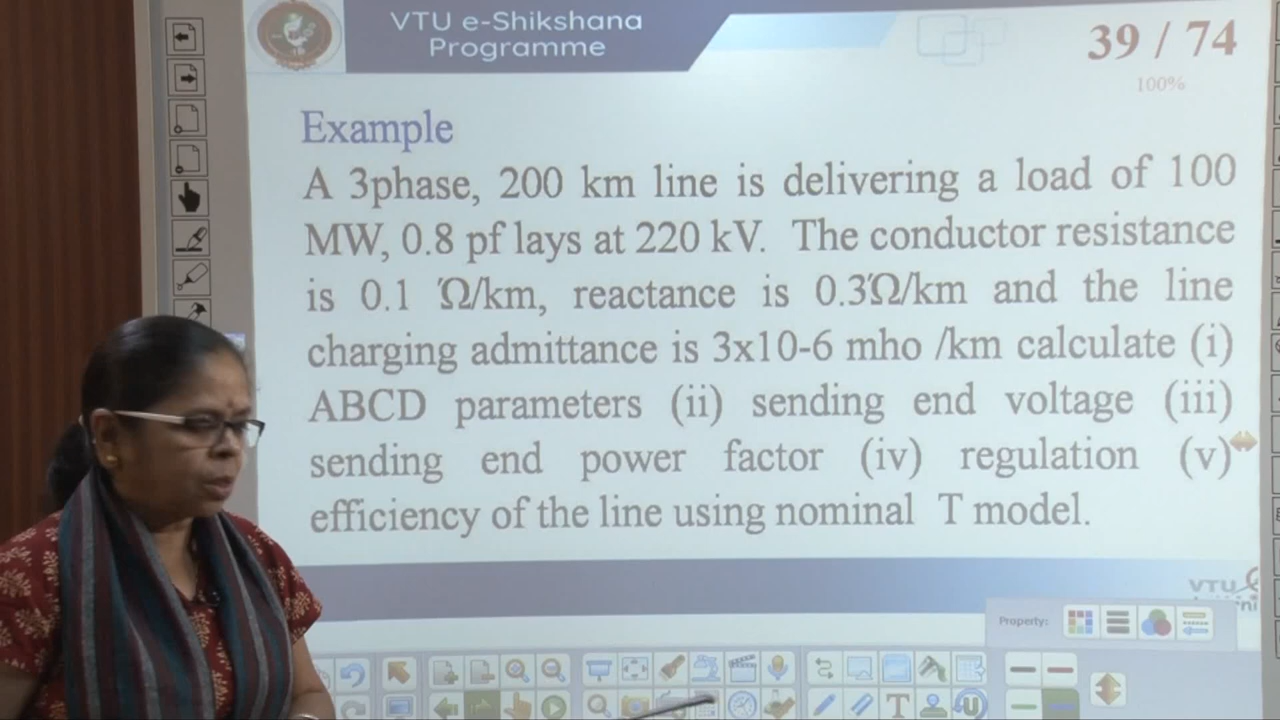 VTU e-Shikshana
Programme
39 / 74
100%
Example
A 3phase, 200 km line is delivering a load of 100
MW, 0.8 pf lays at 220 kV. The conductor resistance
is 0.1 Ώ/km, reactance is 0.3Ώ/km and the line
charging admittance is 3x10-6 mho /km calculate (i)
ABCD parameters (ii) sending end voltage (iii)
sending end power factor (iv) regulation (v)
efficiency of the line using nominal T model.
VTU
Property: